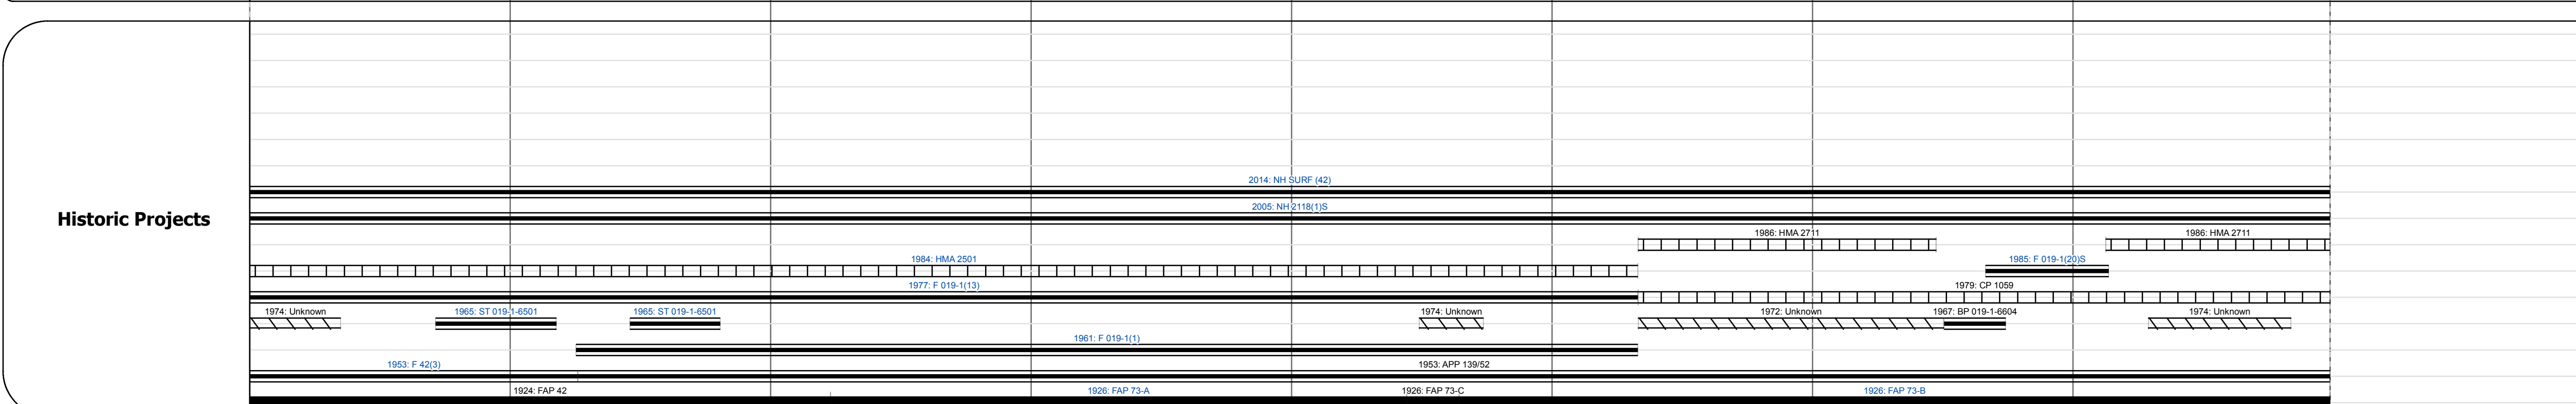 Historic Projects
2014: NH SURF (42)
2005: NH 2118(1)S
1986: HMA 2711
1986: HMA 2711
1984: HMA 2501
1985: F 019-1(20)S
1977: F 019-1(13)
1979: CP 1059
1974: Unknown
1965: ST 019-1-6501
1965: ST 019-1-6501
1974: Unknown
1972: Unknown
1967: BP 019-1-6604
1974: Unknown
1961: F 019-1(1)
1953: F 42(3)
1953: APP 139/52
1924: FAP 42
1926: FAP 73-A
1926: FAP 73-C
1926: FAP 73-B